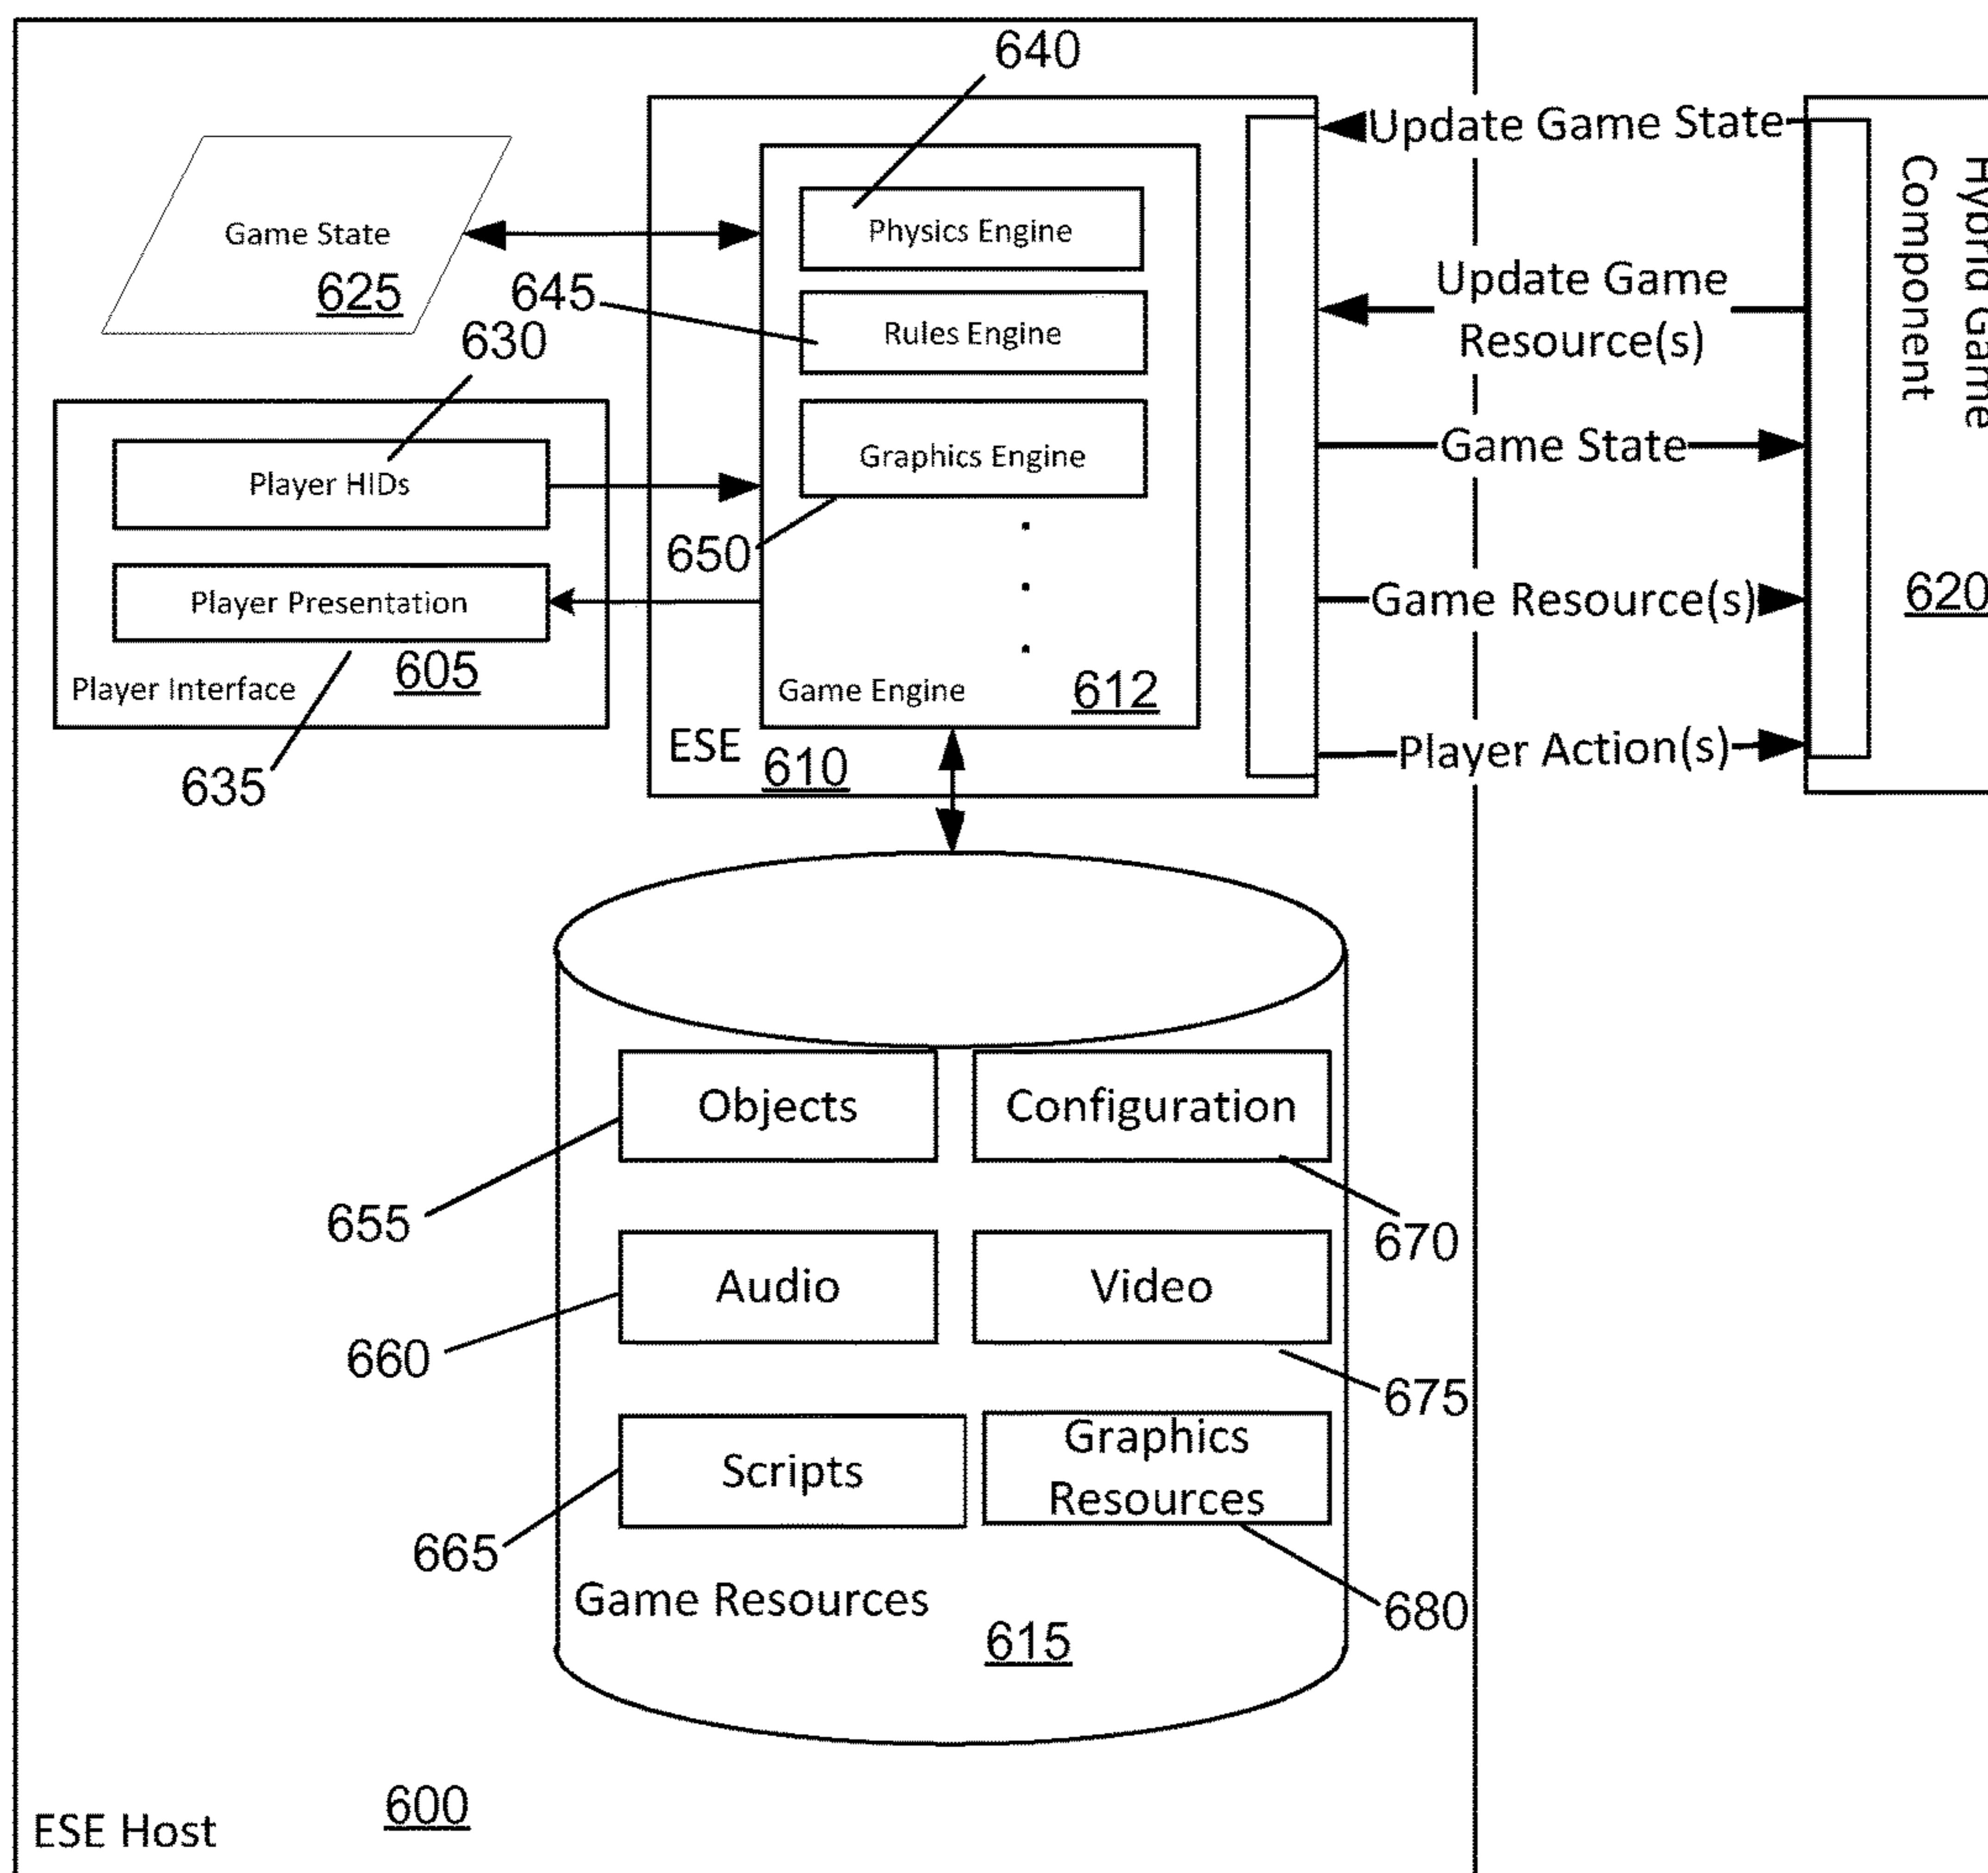 640
Update Game State
Hybrid Game
Component
Game State
625
Physics Engine
645
Rules Engine
Update Game
Resource(s)
630
Player HIDs
Graphics Engine
650
Game State
Player Presentation
605
Player Interface
635
Game Resource(s)
620
Game Engine
612
ESE
610
Player Action(s)
Objects
Configuration
655
670
Audio
Video
660
675
Scripts
Graphics
Resources
665
680
Game Resources
615
ESE Host
600